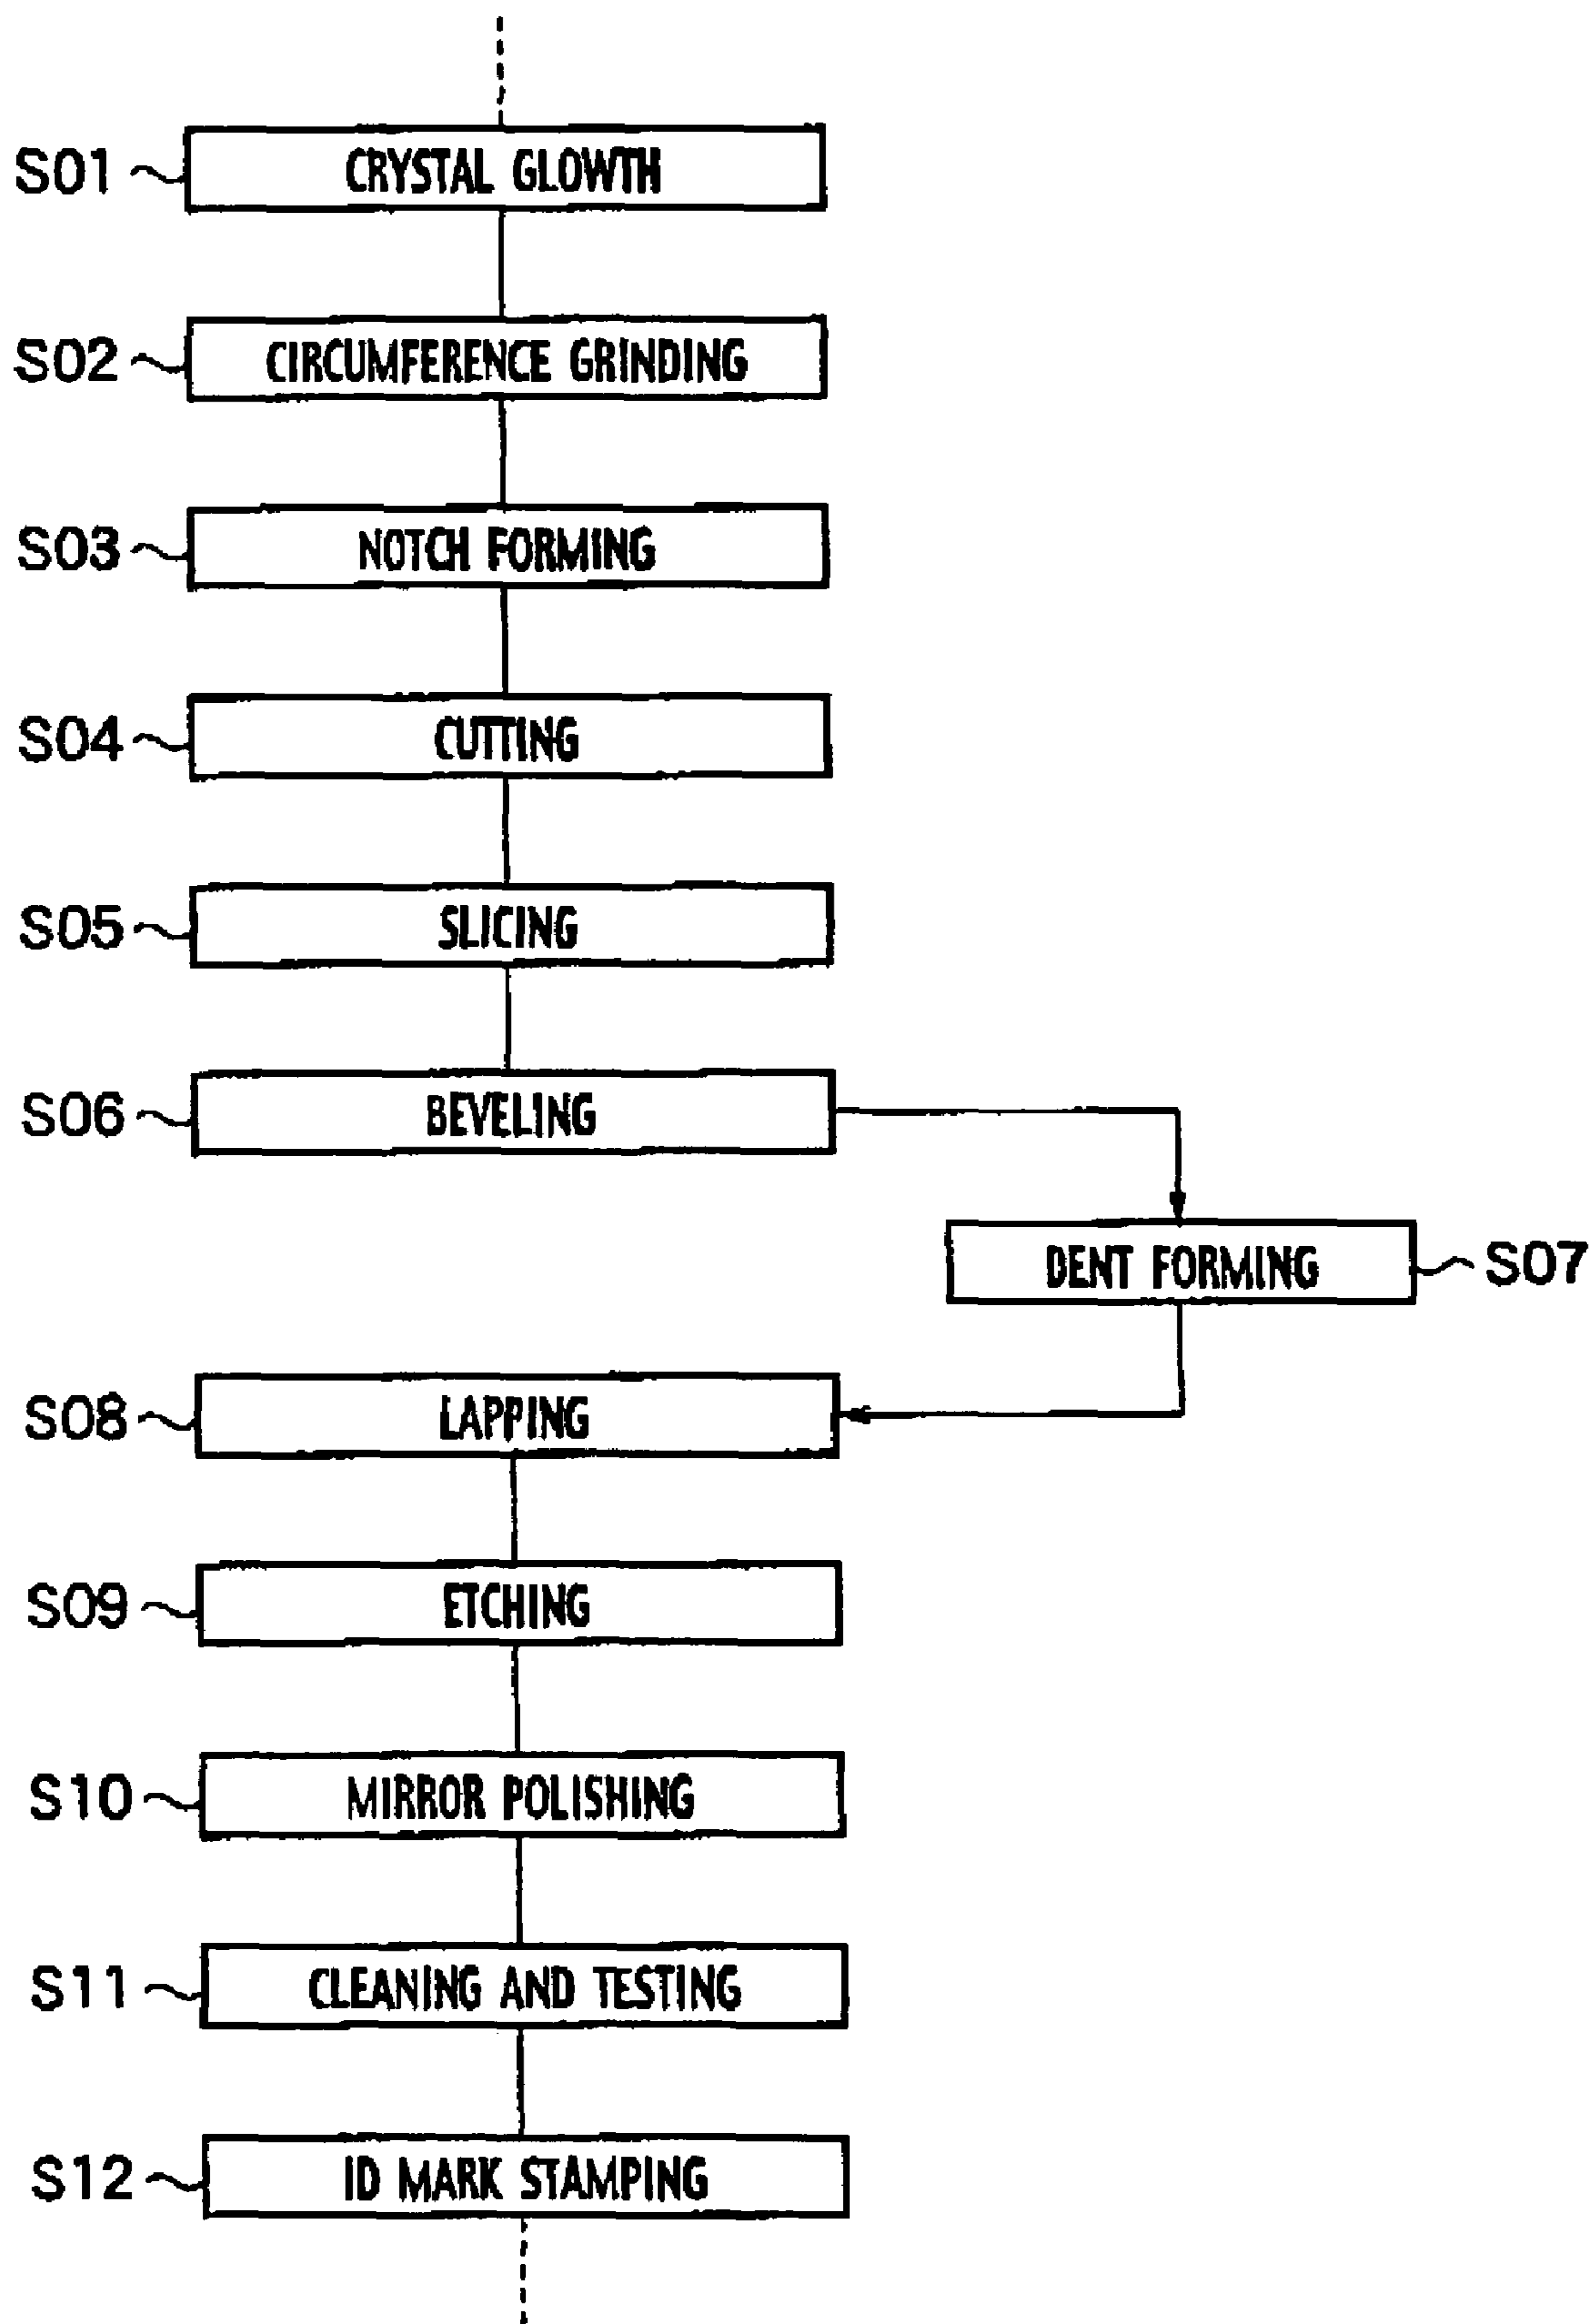 S01 CRYSTAL GLOWTH
S02 CIRCUMFERENCE GRINDING
S03 NOTCH FORMING
S04 CUTTING
S05 SLICING
S06 BEVELING
DENT FORMING S07
S08 LAPPING
S09 ETCHING
S10 MIRROR POLISHING
S11 CLEANING AND TESTING
S12 ID MARK STAMPING